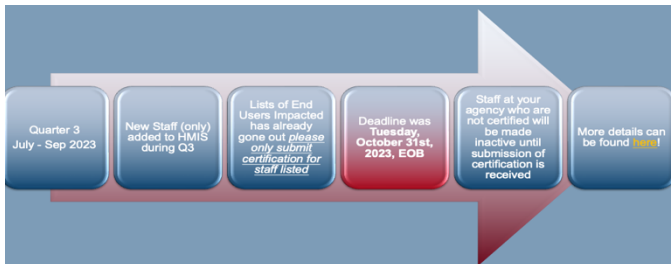 Quarter 3
July - Sep 2023
New Staff (only)
added to HMIS
during Q3
Lists of End
Users Impacted
has already
gone out please
only submit
certification for
staff listed
Deadline was
Tuesday,
October 31st,
2023, EOB
Staff at your
agency who are
not certified will
be made
inactive until
submission of
certification is
received
More details can
be found here!